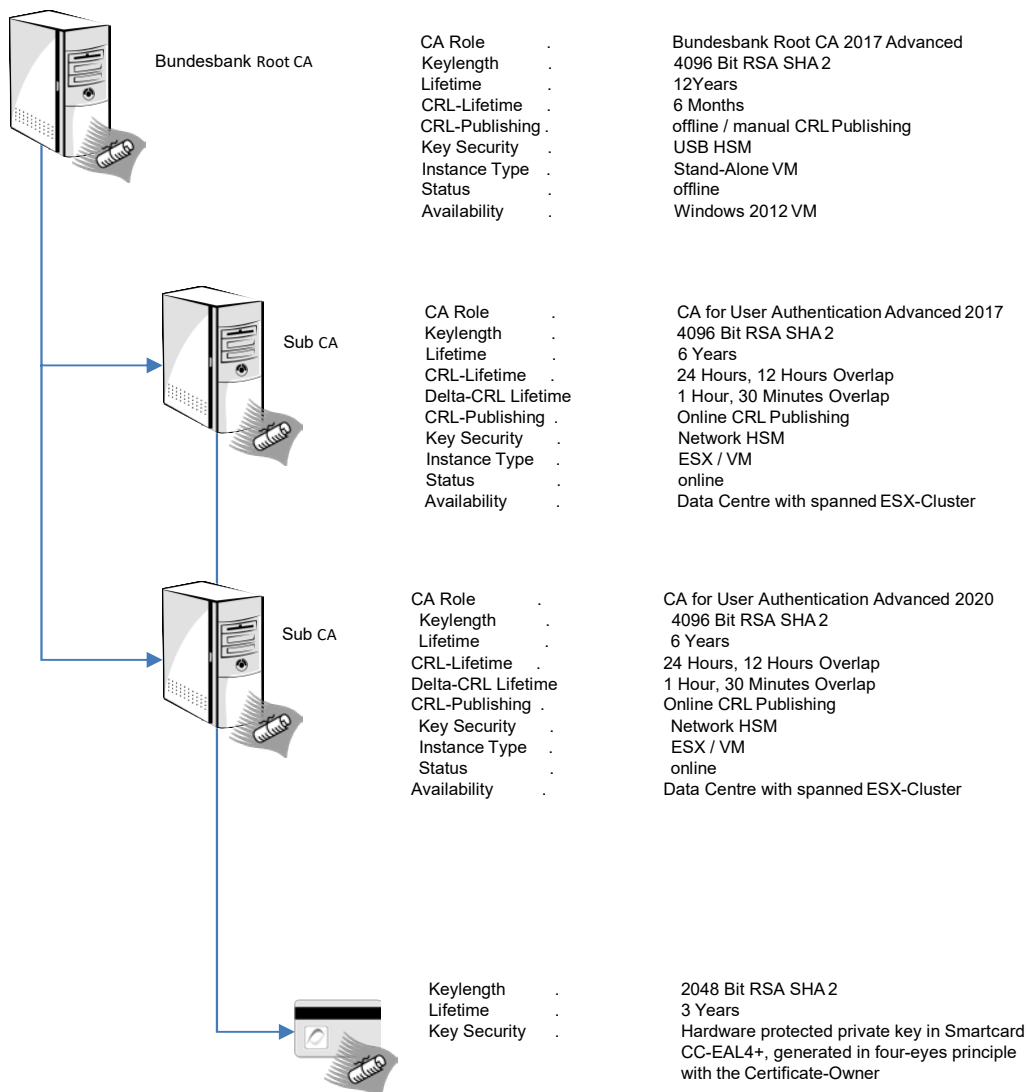 Bundesbank Root CA
CA Role . Bundesbank Root CA 2017 Advanced
Keylength . 4096 Bit RSA SHA 2
Lifetime . 12Years
CRL-Lifetime . 6 Months
CRL-Publishing . offline / manual CRL Publishing
Key Security . USB HSM
Instance Type . Stand-Alone VM
Status . offline
Availability . Windows 2012 VM
Sub CA
CA Role . CA for User Authentication Advanced 2017
Keylength . 4096 Bit RSA SHA 2
Lifetime . 6 Years
CRL-Lifetime . 24 Hours, 12 Hours Overlap
Delta-CRL Lifetime 1 Hour, 30 Minutes Overlap
CRL-Publishing . Online CRL Publishing
Key Security . Network HSM
Instance Type . ESX / VM
Status . online
Availability . Data Centre with spanned ESX-Cluster
Sub CA
CA Role . CA for User Authentication Advanced 2020
Keylength . 4096 Bit RSA SHA 2
Lifetime . 6 Years
CRL-Lifetime . 24 Hours, 12 Hours Overlap
Delta-CRL Lifetime 1 Hour, 30 Minutes Overlap
CRL-Publishing . Online CRL Publishing
Key Security . Network HSM
Instance Type . ESX / VM
Status . online
Availability . Data Centre with spanned ESX-Cluster
Keylength . 2048 Bit RSA SHA 2
Lifetime . 3 Years
Key Security . Hardware protected private key in Smartcard
CC-EAL4+, generated in four-eyes principle
with the Certificate-Owner